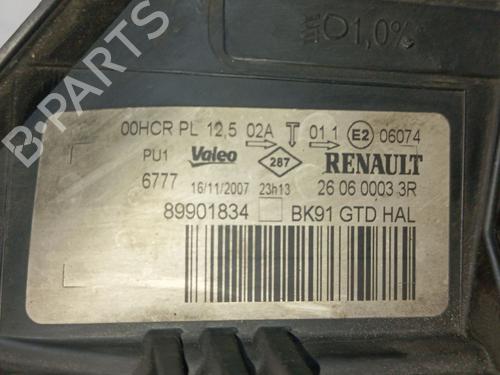 1,0%
00HCR PL 12,5 02A T 01 1 E2 06074
PU1 Valeo 287 RENAULT
6777 16/11/2007 23h13 26 06 0003 3R
89901834 BK91 GTD HAL
B-PARTS